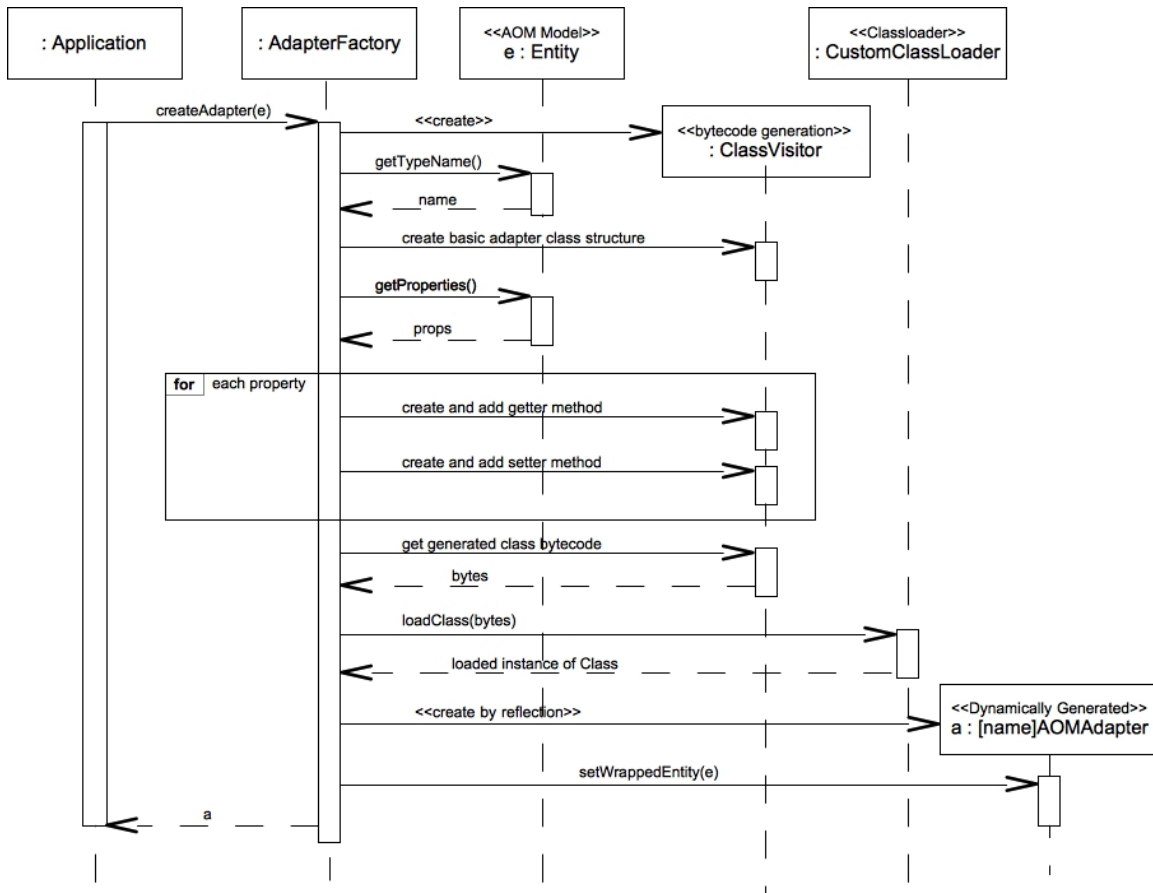 : Application
: AdapterFactory
<<AOM Model>>
e : Entity
<<Classloader>>
: CustomClassLoader
createAdapter(e)
<<create>>
<<bytecode generation>>
: ClassVisitor
getTypeName()
name
create basic adapter class structure
getProperties()
props
for each property
create and add getter method
create and add setter method
get generated class bytecode
bytes
loadClass(bytes)
loaded instance of Class
<<create by reflection>>
<<Dynamically Generated>>
a : [name]AOMAdapter
setWrappedEntity(e)
a